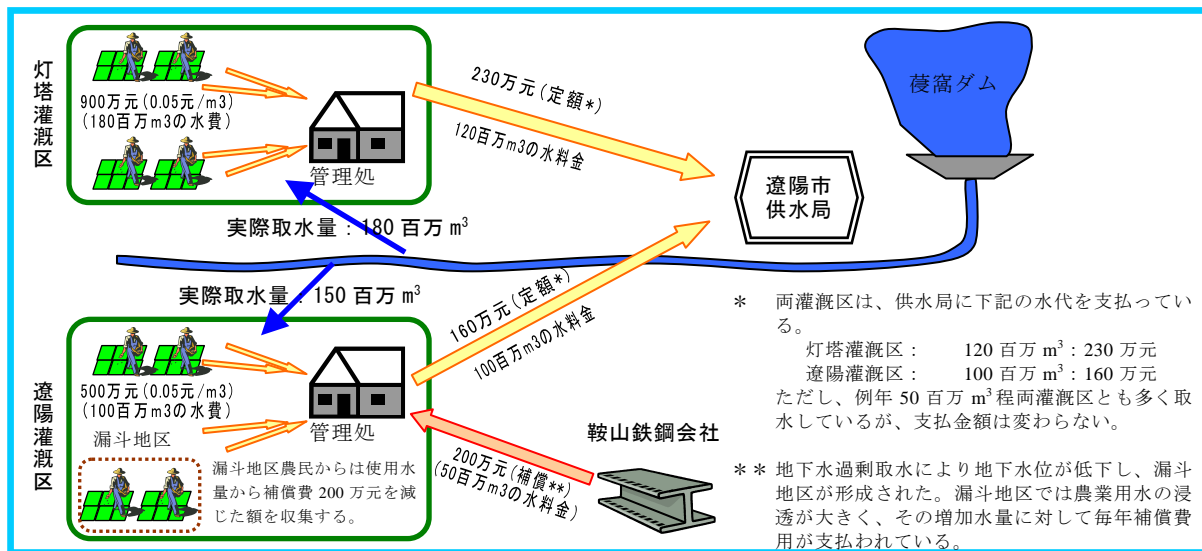 灯塔灌漑区
900万元(0.05元/m3)
(180百万m3の水費)
管理処
230万元(定額*)
120百万m3の水料金
葠窩ダム
遼陽市
供水局
実際取水量：180 百万 m³
実際取水量：150 百万 m³
遼陽灌漑区
500万元(0.05元/m3)
(100百万m3の水費)
管理処
漏斗地区
漏斗地区農民からは使用水
量から補償費 200 万元を減
じた額を収集する。
160万元(定額*)
100百万m3の水料金
鞍山鉄鋼会社
200万元(補償**)
(50百万m3の水料金)
＊ 両灌漑区は、供水局に下記の水代を支払ってい
る。
灯塔灌漑区： 120 百万 m³：230 万元
遼陽灌漑区： 100 百万 m³：160 万元
ただし、例年 50 百万 m³程両灌漑区とも多く取
水しているが、支払金額は変わらない。
＊＊ 地下水過剰取水により地下水位が低下し、漏斗
地区が形成された。漏斗地区では農業用水の浸
透が大きく、その増加水量に対して毎年補償費
用が支払われている。